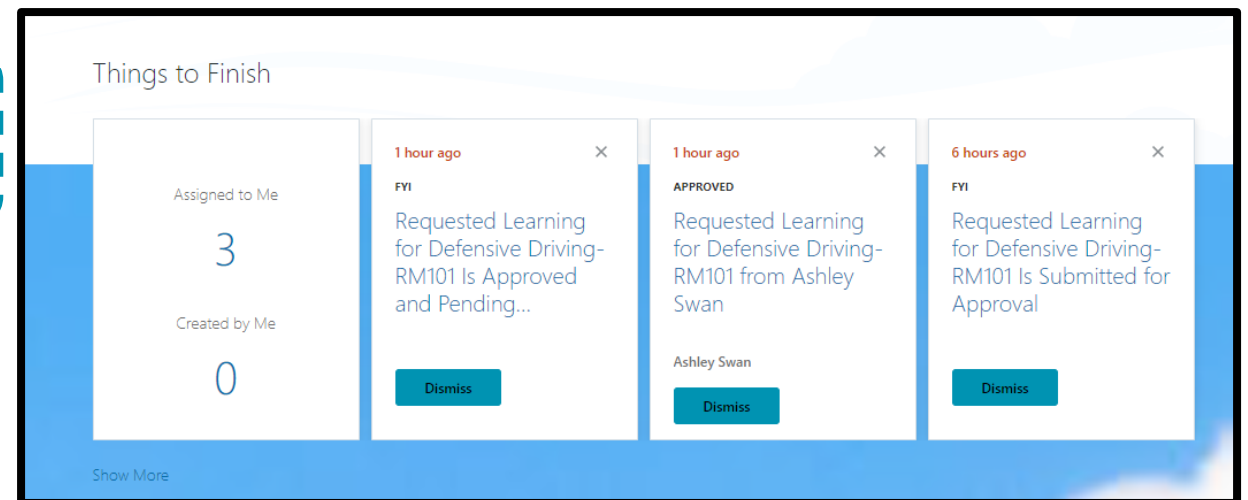 Things to Finish
Assigned to Me
3
Created by Me
0
1 hour ago
FYI
Requested Learning
for Defensive Driving-
RM101 Is Approved
and Pending...
Dismiss
1 hour ago
APPROVED
Requested Learning
for Defensive Driving-
RM101 from Ashley
Swan
Ashley Swan
Dismiss
6 hours ago
FYI
Requested Learning
for Defensive Driving-
RM101 Is Submitted for
Approval
Dismiss
Show More